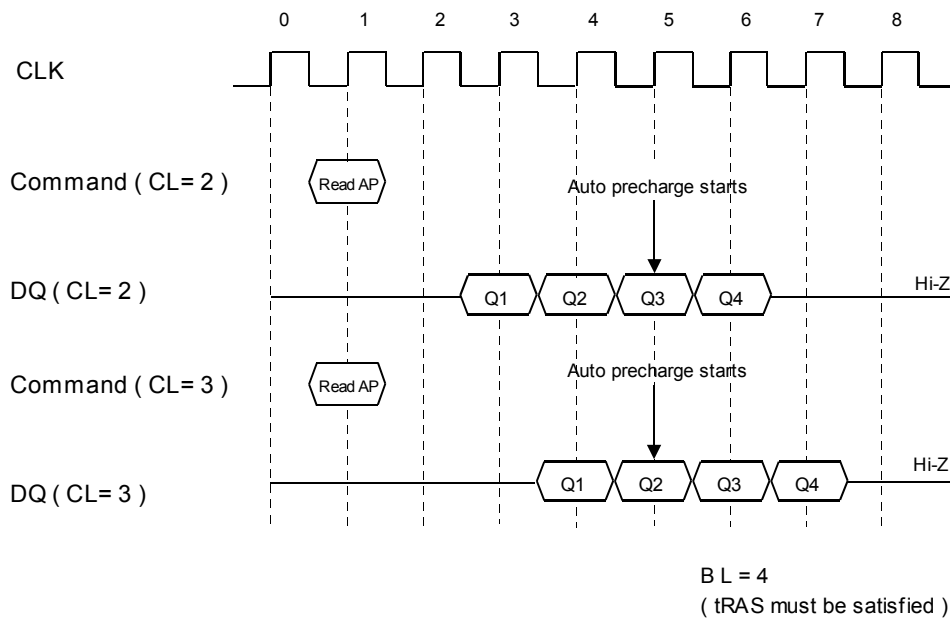 0 1 2 3 4 5 6 7 8
CLK
Command ( CL= 2 )
Read AP
Auto precharge starts
DQ ( CL= 2 )
Q1 Q2 Q3 Q4
Hi-Z
Command ( CL= 3 )
Read AP
Auto precharge starts
DQ ( CL= 3 )
Q1 Q2 Q3 Q4
Hi-Z
B L = 4
( tRAS must be satisfied )